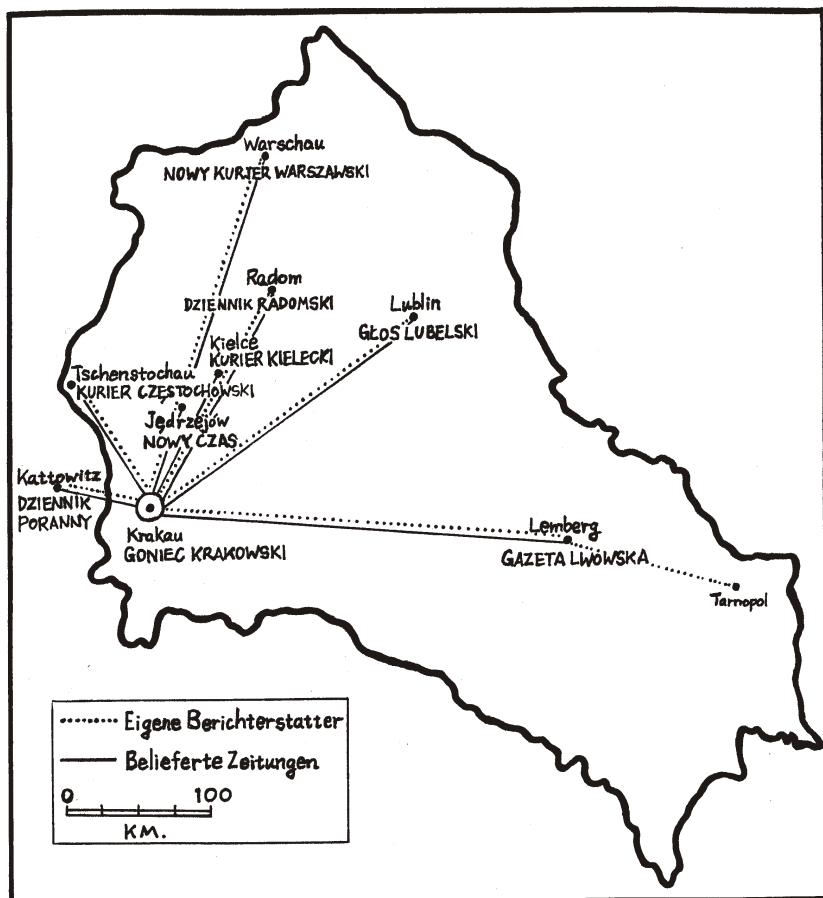 Warschau
NOWY KURJER WARSZAWSKI
Radom
DZIENNIK RADOMSKI
Lublin
GŁOS LUBELSKI
Kielce
KURIER KIELECKI
Tschenstochau
KURIER CZĘSTOCHOWSKI
Jędrzejów
NOWY CZAS
Kattowitz
DZIENNIK
PORANNY
Krakau
GONIEC KRAKOWSKI
Lemberg
GAZETA LWOWSKA
Tarnopol
Eigene Berichterstatter
Belieferte Zeitungen
0 100
KM.